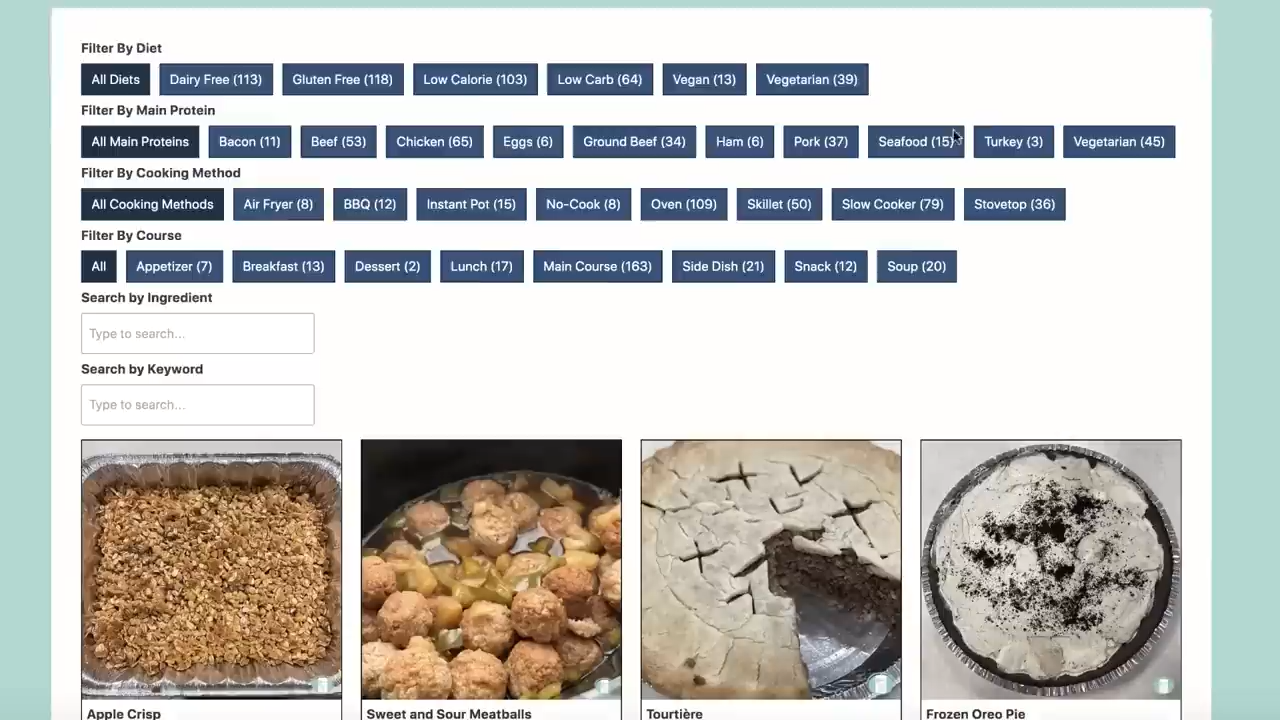 Filter By Diet
All Diets Dairy Free (113) Gluten Free (118) Low Calorie (103) Low Carb (64) Vegan (13) Vegetarian (39)
Filter By Main Protein
All Main Proteins Bacon (11) Beef (53) Chicken (65) Eggs (6) Ground Beef (34) Ham (6) Pork (37) Seafood (15) Turkey (3) Vegetarian (45)
Filter By Cooking Method
All Cooking Methods Air Fryer (8) BBQ (12) Instant Pot (15) No-Cook (8) Oven (109) Skillet (50) Slow Cooker (79) Stovetop (36)
Filter By Course
All Appetizer (7) Breakfast (13) Dessert (2) Lunch (17) Main Course (163) Side Dish (21) Snack (12) Soup (20)
Search by Ingredient
Type to search...
Search by Keyword
Type to search...
Apple Crisp Sweet and Sour Meatballs Tourtière Frozen Oreo Pie